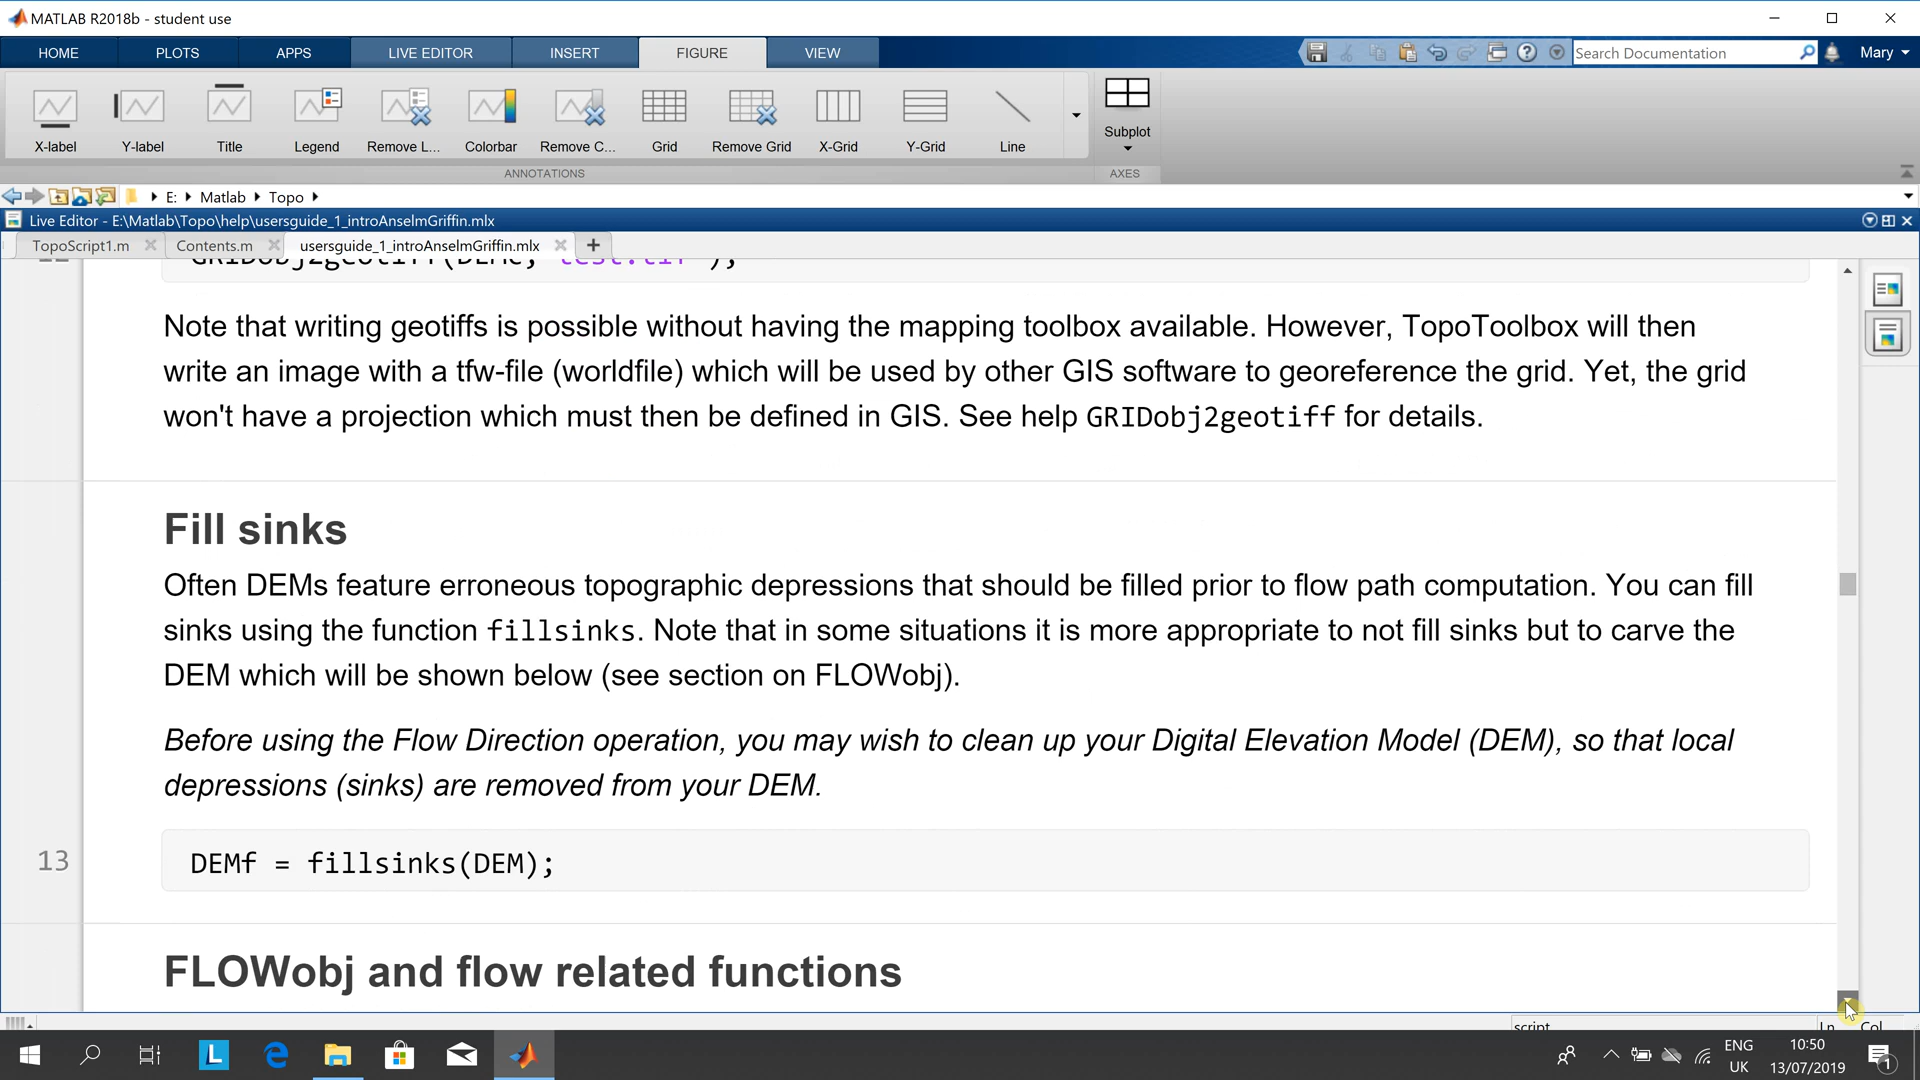 MATLAB R2018b - student use
HOME PLOTS APPS LIVE EDITOR INSERT FIGURE VIEW Search Documentation Mary
X-label Y-label Title Legend Remove L... Colorbar Remove C... Grid Remove Grid X-Grid Y-Grid Line Subplot
ANNOTATIONS AXES
E: Matlab Topo
Live Editor - E:\Matlab\Topo\help\usersguide_1_introAnselmGriffin.mlx
TopoScript1.m Contents.m usersguide_1_introAnselmGriffin.mlx
12 GRIDobj2geotiff(DEMc, 'test.tif');
Note that writing geotiffs is possible without having the mapping toolbox available. However, TopoToolbox will then
write an image with a tfw-file (worldfile) which will be used by other GIS software to georeference the grid. Yet, the grid
won't have a projection which must then be defined in GIS. See help GRIDobj2geotiff for details.
Fill sinks
Often DEMs feature erroneous topographic depressions that should be filled prior to flow path computation. You can fill
sinks using the function fillsinks. Note that in some situations it is more appropriate to not fill sinks but to carve the
DEM which will be shown below (see section on FLOWobj).
Before using the Flow Direction operation, you may wish to clean up your Digital Elevation Model (DEM), so that local
depressions (sinks) are removed from your DEM.
13 DEMf = fillsinks(DEM);
FLOWobj and flow related functions
script Ln Col
ENG 10:50
UK 13/07/2019 1